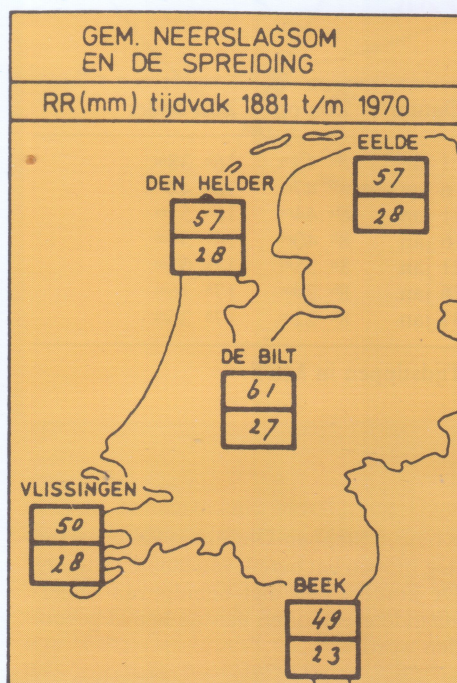 GEM. NEERSLAGSOM
EN DE SPREIDING
RR(mm) tijdvak 1881 t/m 1970
EELDE
57
28
DEN HELDER
57
28
DE BILT
61
27
VLISSINGEN
50
28
BEEK
49
23